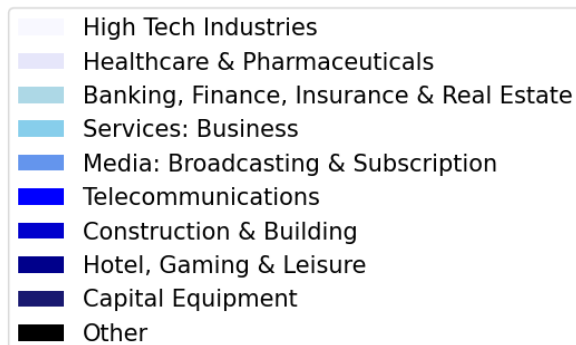 High Tech Industries
Healthcare & Pharmaceuticals
Banking, Finance, Insurance & Real Estate
Services: Business
Media: Broadcasting & Subscription
Telecommunications
Construction & Building
Hotel, Gaming & Leisure
Capital Equipment
Other